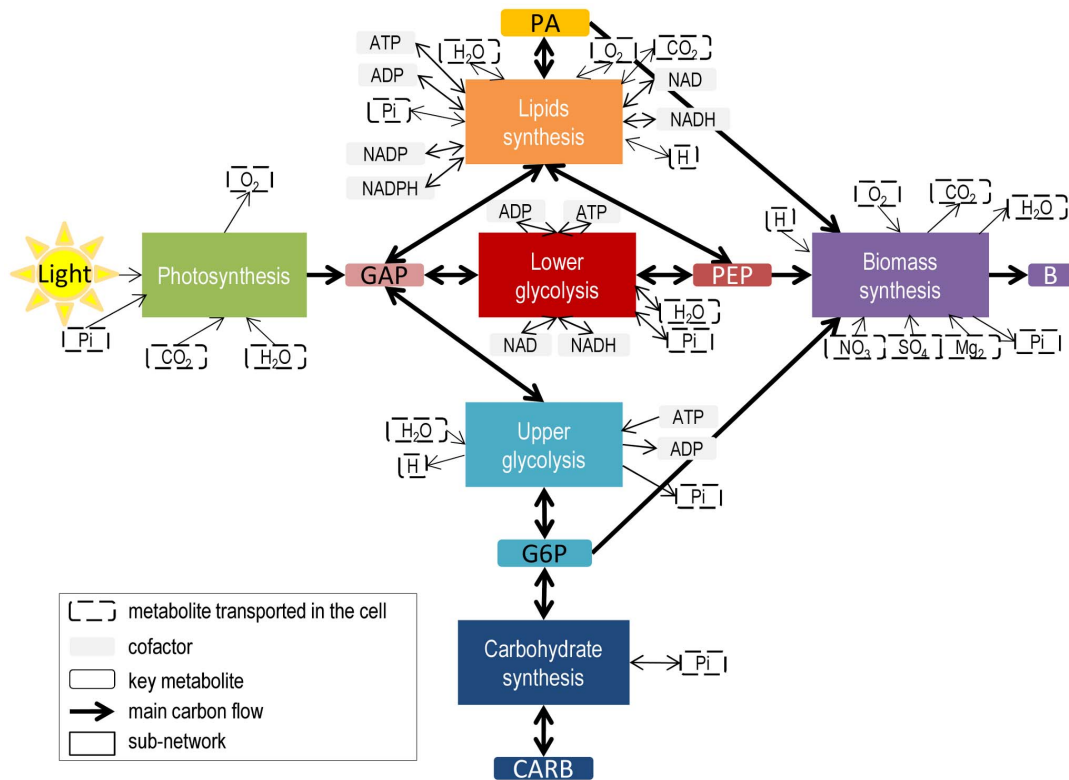 PA
ATP
H₂O
O₂
CO₂
ADP
NAD
Pi
Lipids
synthesis
NADH
NADP
H
NADPH
O₂
ADP
ATP
O₂
CO₂
H
H₂O
Light
Photosynthesis
GAP
Lower
glycolysis
PEP
Biomass
synthesis
B
H₂O
Pi
CO₂
H₂O
NAD
NADH
Pi
NO₃
SO₄
Mg₂
Pi
H₂O
H
Upper
glycolysis
ATP
ADP
Pi
G6P
metabolite transported in the cell
cofactor
key metabolite
main carbon flow
sub-network
Carbohydrate
synthesis
Pi
CARB